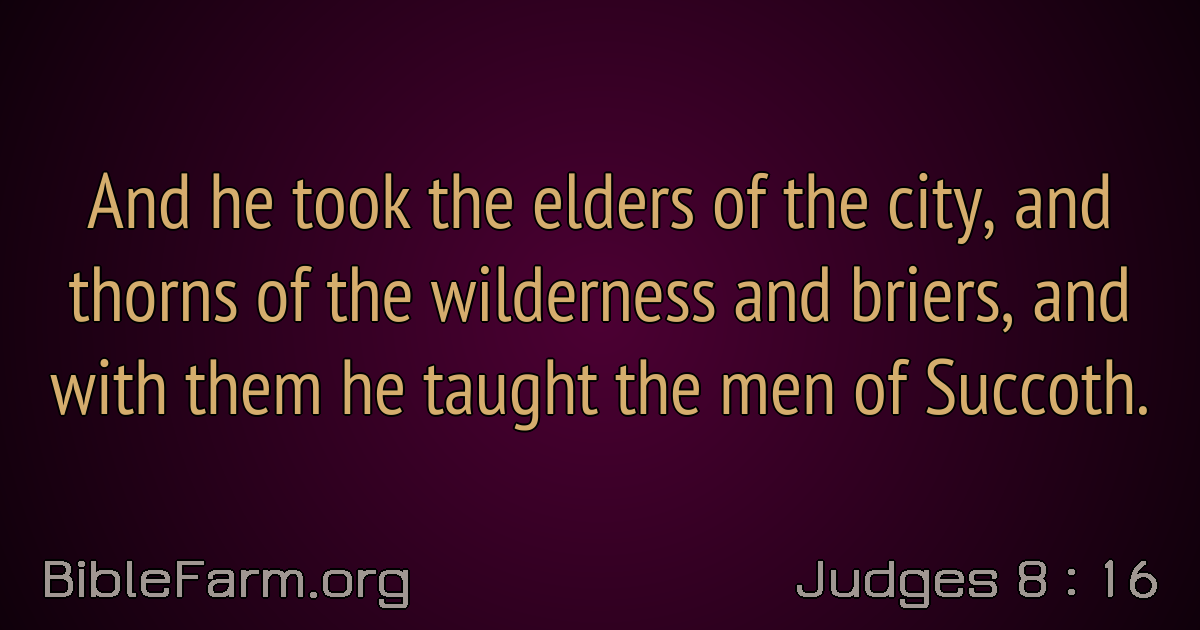 And he took the elders of the city, and
thorns of the wilderness and briers, and
with them he taught the men of Succoth.
BibleFarm.org
Judges 8 : 16